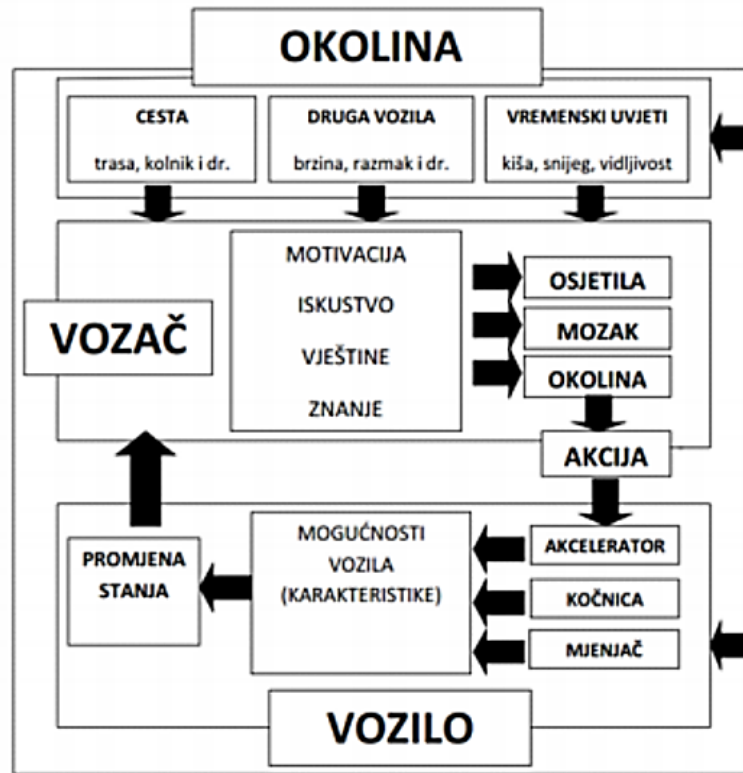 OKOLINA
CESTA
trasa, kolnik i dr.
DRUGA VOZILA
brzina, razmak i dr.
VREMENSKI UVJETI
kiša, snijeg, vidljivost
VOZAČ
MOTIVACIJA
ISKUSTVO
VJEŠTINE
ZNANJE
OSJETILA
MOZAK
OKOLINA
AKCIJA
PROMJENA
STANJA
MOGUĆNOSTI
VOZILA
(KARAKTERISTIKE)
AKCELERATOR
KOČNICA
MJENJAČ
VOZILO